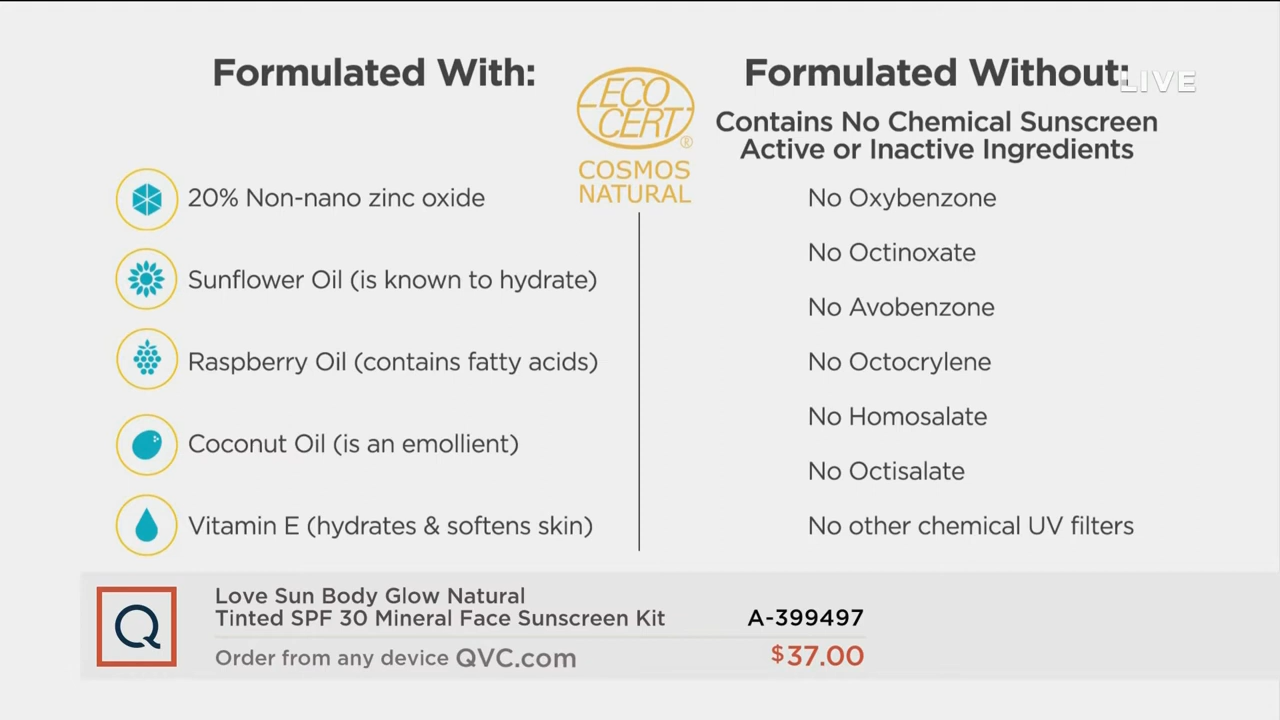 Formulated With:
ECO
CERT®
COSMOS
NATURAL
Formulated Without:
LIVE
Contains No Chemical Sunscreen
Active or Inactive Ingredients
20% Non-nano zinc oxide
Sunflower Oil (is known to hydrate)
Raspberry Oil (contains fatty acids)
Coconut Oil (is an emollient)
Vitamin E (hydrates & softens skin)
No Oxybenzone
No Octinoxate
No Avobenzone
No Octocrylene
No Homosalate
No Octisalate
No other chemical UV filters
Q
Love Sun Body Glow Natural
Tinted SPF 30 Mineral Face Sunscreen Kit
A-399497
Order from any device QVC.com
$37.00